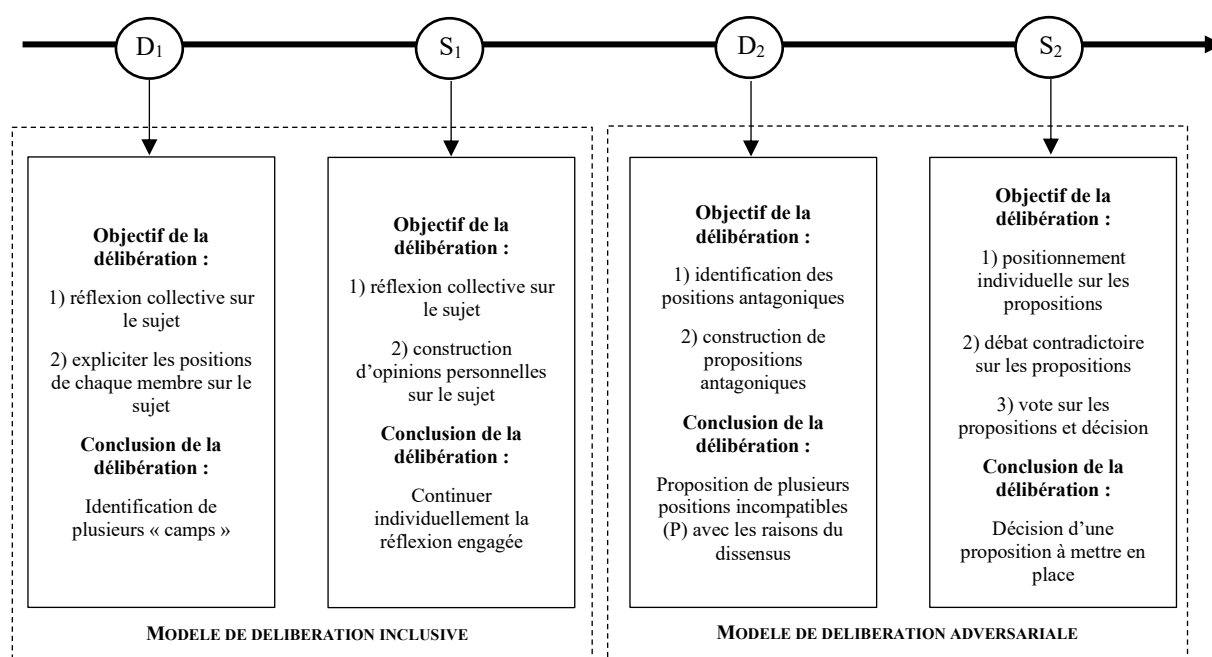 D1
S1
D2
S2
Objectif de la
délibération :
1) réflexion collective sur
le sujet
2) expliciter les positions
de chaque membre sur le
sujet
Conclusion de la
délibération :
Identification de
plusieurs « camps »
Objectif de la
délibération :
1) réflexion collective sur
le sujet
2) construction
d’opinions personnelles
sur le sujet
Conclusion de la
délibération :
Continuer
individuellement la
réflexion engagée
MODELE DE DELIBERATION INCLUSIVE
Objectif de la
délibération :
1) identification des
positions antagoniques
2) construction de
propositions
antagoniques
Conclusion de la
délibération :
Proposition de plusieurs
positions incompatibles
(P) avec les raisons du
dissensus
Objectif de la
délibération :
1) positionnement
individuelle sur les
propositions
2) débat contradictoire
sur les propositions
3) vote sur les
propositions et décision
Conclusion de la
délibération :
Décision d’une
proposition à mettre en
place
MODELE DE DELIBERATION ADVERSARIALE